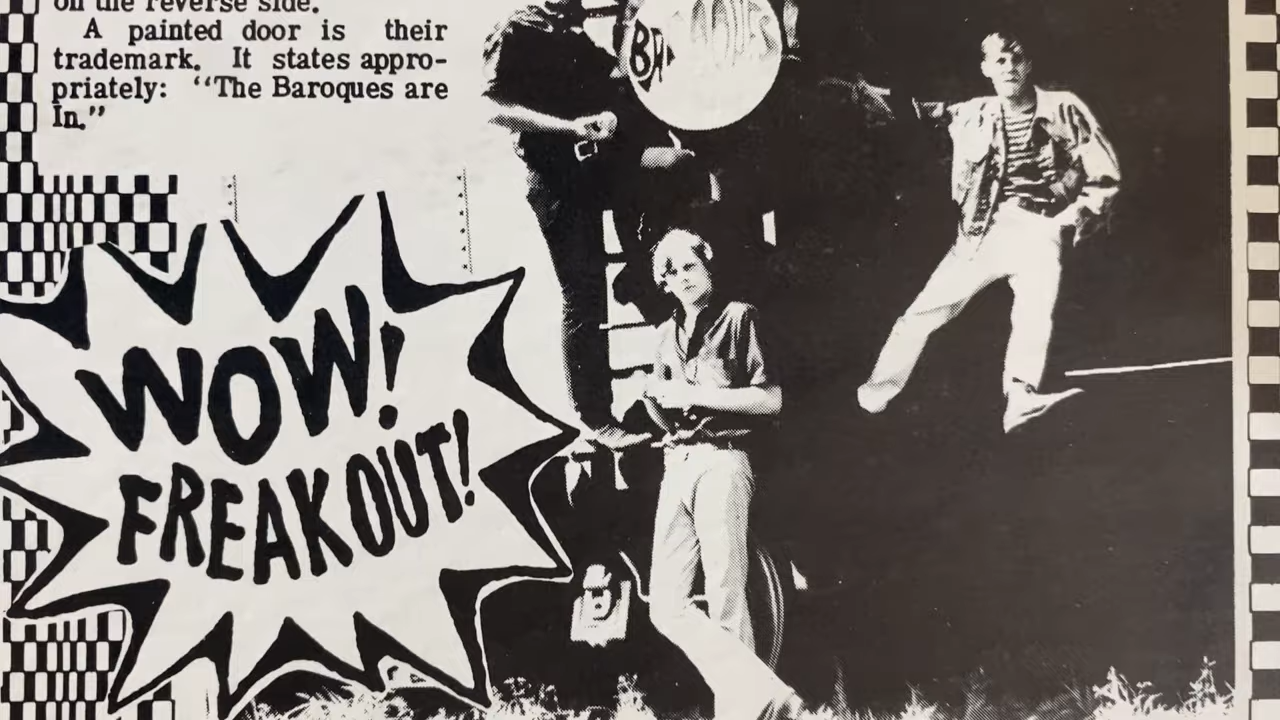 on the reverse side.
A painted door is their
trademark. It states appro-
priately: “The Baroques are
In.”
WOW!
FREAKOUT!